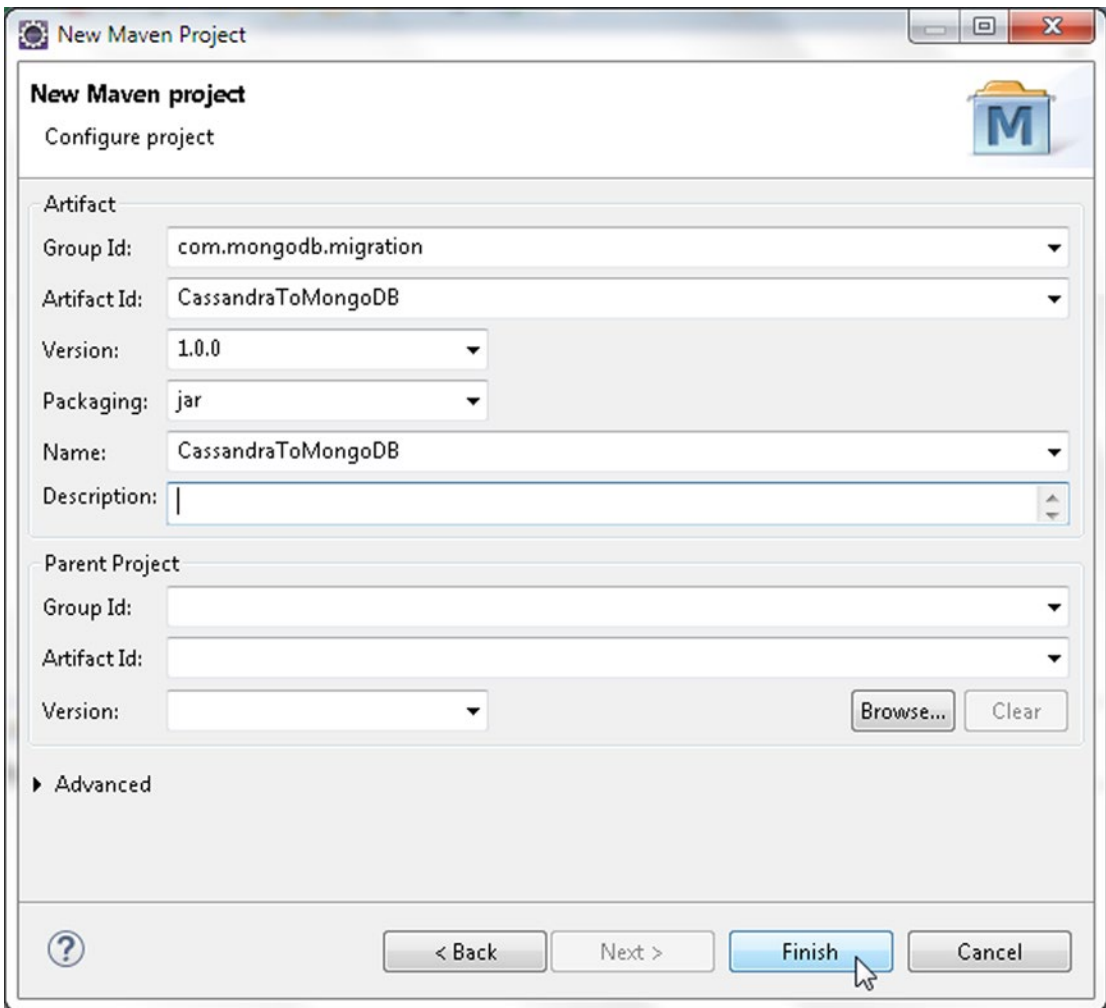 New Maven Project
New Maven project
Configure project
M
Artifact
Group Id: com.mongodb.migration
Artifact Id: CassandraToMongoDB
Version: 1.0.0
Packaging: jar
Name: CassandraToMongoDB
Description:
Parent Project
Group Id:
Artifact Id:
Version:
Browse... Clear
Advanced
? < Back Next > Finish Cancel